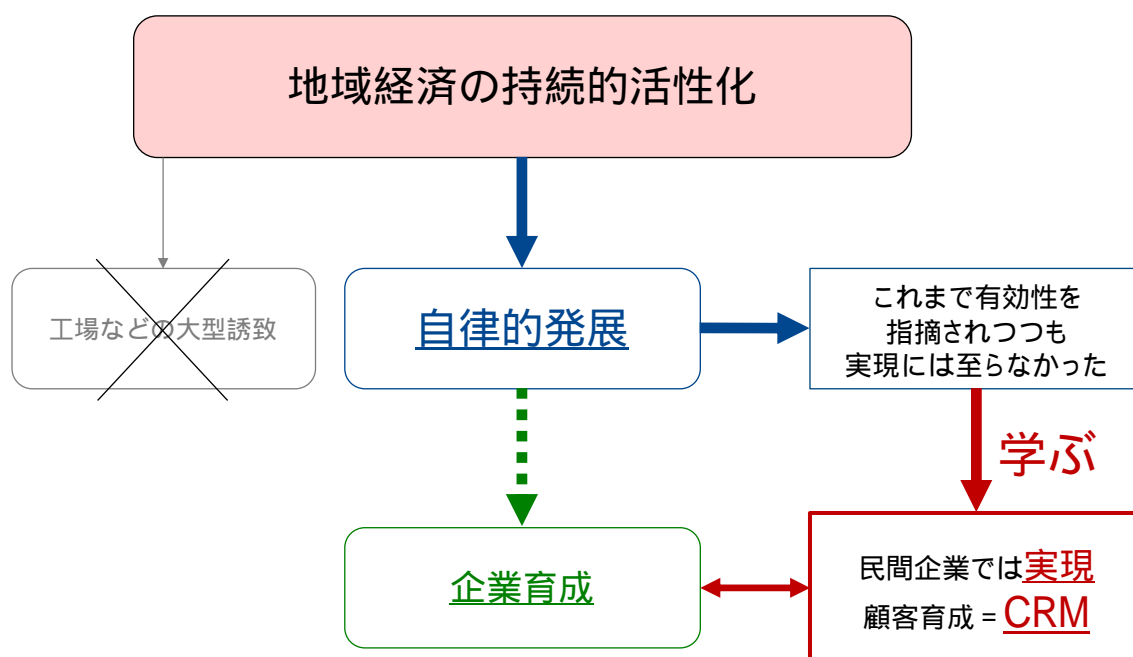 地域経済の持続的活性化
工場などの大型誘致
自律的発展
これまで有効性を
指摘されつつも
実現には至らなかった
学ぶ
企業育成
民間企業では実現
顧客育成 = CRM